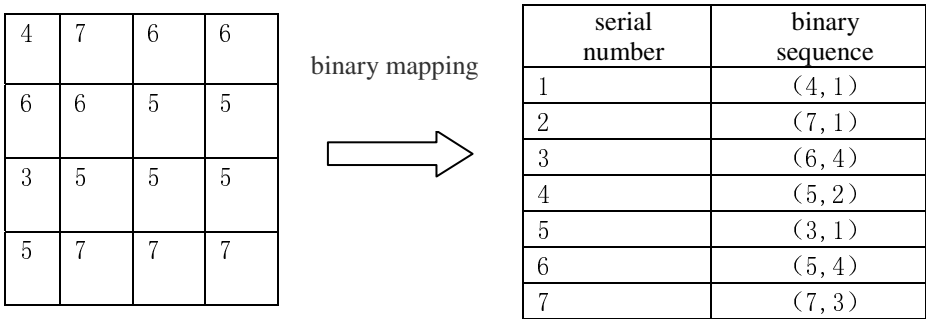 4 7 6 6
6 6 5 5
3 5 5 5
5 7 7 7
binary mapping
serial number binary sequence
1 (4,1)
2 (7,1)
3 (6,4)
4 (5,2)
5 (3,1)
6 (5,4)
7 (7,3)